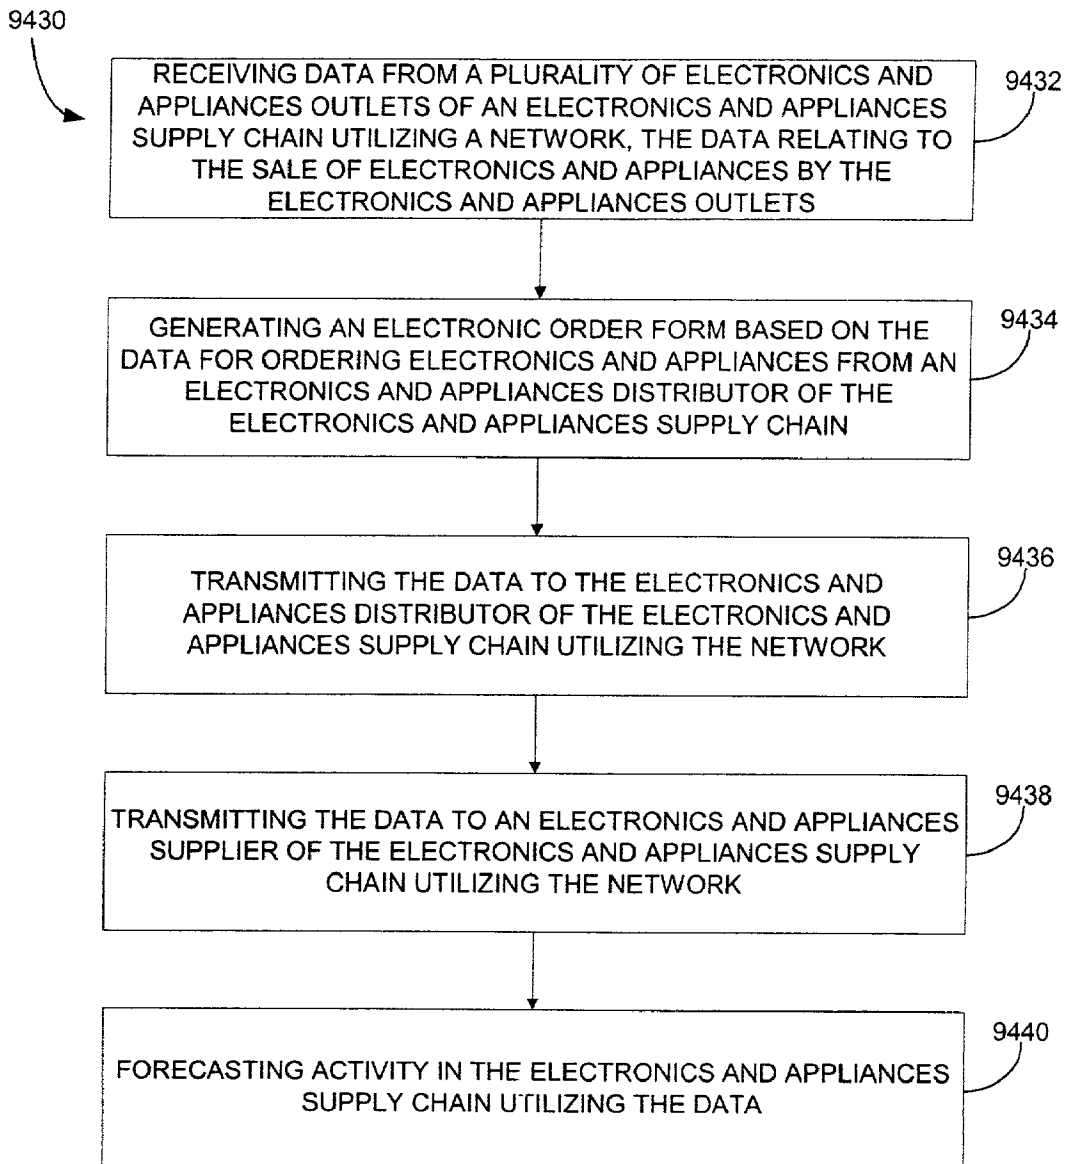 9430
RECEIVING DATA FROM A PLURALITY OF ELECTRONICS AND
APPLIANCES OUTLETS OF AN ELECTRONICS AND APPLIANCES
SUPPLY CHAIN UTILIZING A NETWORK, THE DATA RELATING TO
THE SALE OF ELECTRONICS AND APPLIANCES BY THE
ELECTRONICS AND APPLIANCES OUTLETS
9432
GENERATING AN ELECTRONIC ORDER FORM BASED ON THE
DATA FOR ORDERING ELECTRONICS AND APPLIANCES FROM AN
ELECTRONICS AND APPLIANCES DISTRIBUTOR OF THE
ELECTRONICS AND APPLIANCES SUPPLY CHAIN
9434
TRANSMITTING THE DATA TO THE ELECTRONICS AND
APPLIANCES DISTRIBUTOR OF THE ELECTRONICS AND
APPLIANCES SUPPLY CHAIN UTILIZING THE NETWORK
9436
TRANSMITTING THE DATA TO AN ELECTRONICS AND APPLIANCES
SUPPLIER OF THE ELECTRONICS AND APPLIANCES SUPPLY
CHAIN UTILIZING THE NETWORK
9438
FORECASTING ACTIVITY IN THE ELECTRONICS AND APPLIANCES
SUPPLY CHAIN UTILIZING THE DATA
9440